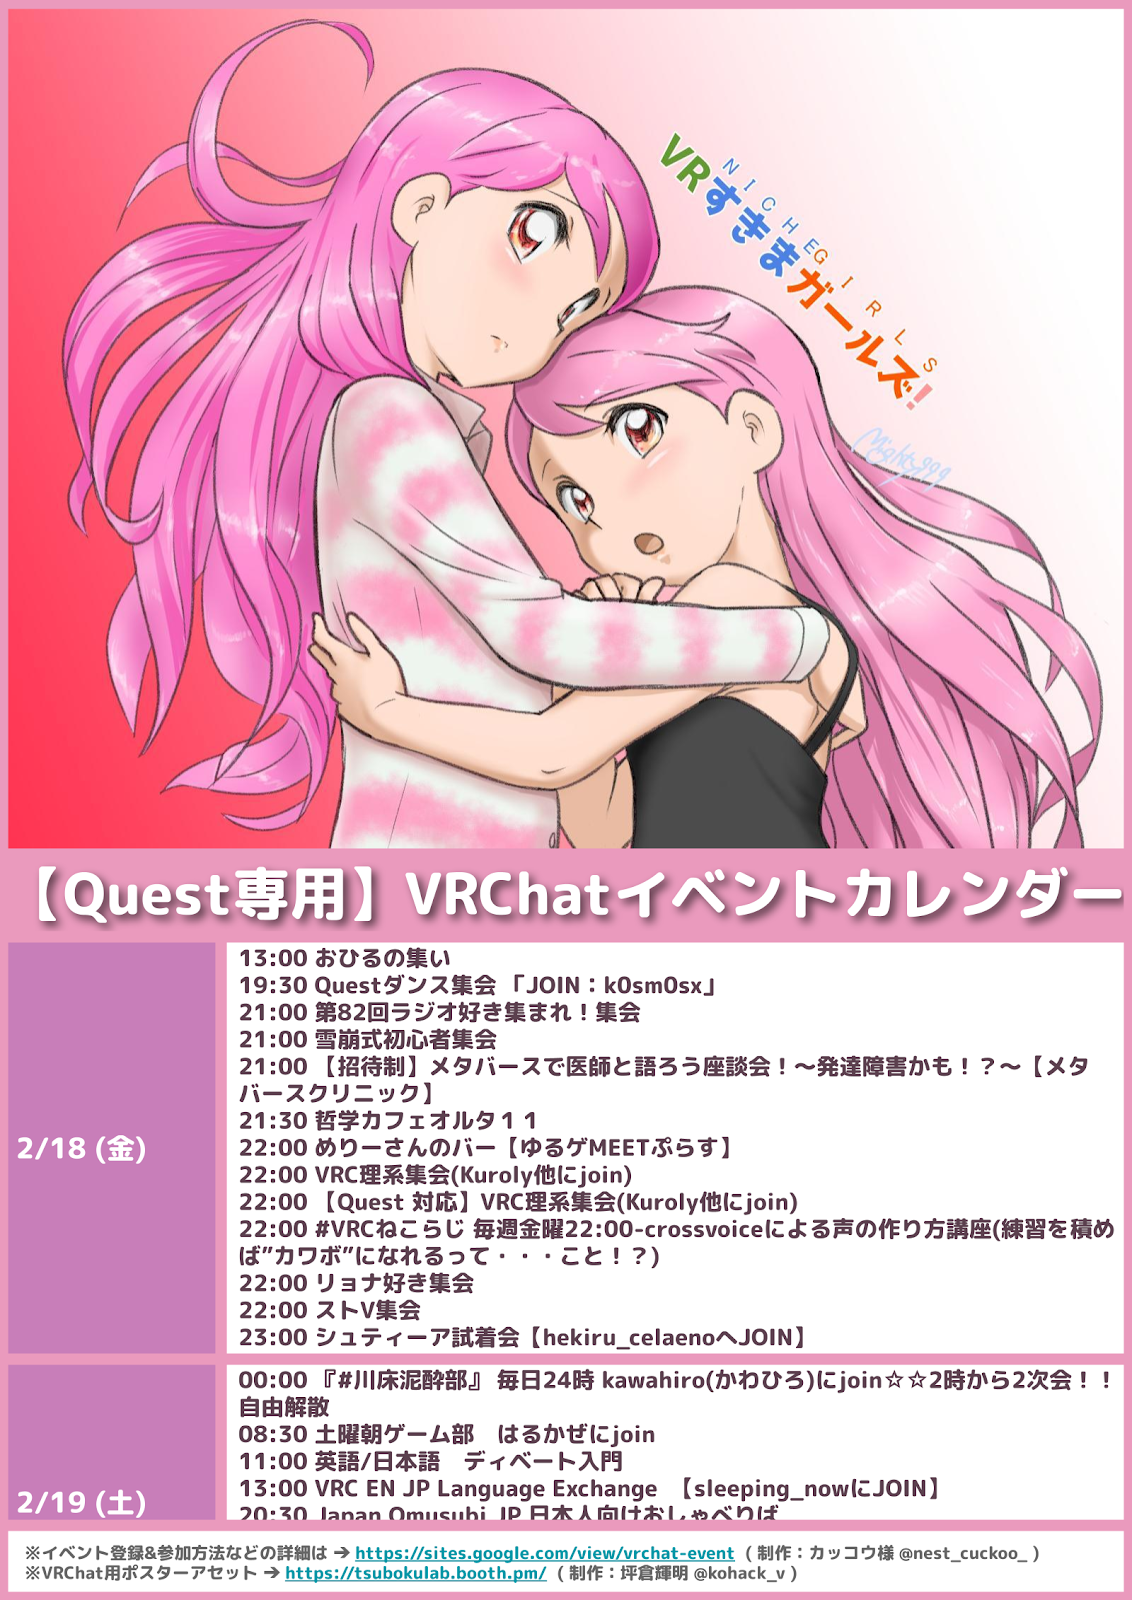 NICHE GIRLS
VRすきまガールズ!
Mighty999
【Quest専用】VRChatイベントカレンダー
2/18 (金)
13:00 おひるの集い
19:30 Questダンス集会 「JOIN：k0sm0sx」
21:00 第82回ラジオ好き集まれ！集会
21:00 雪崩式初心者集会
21:00 【招待制】メタバースで医師と語ろう座談会！～発達障害かも！？～【メタ
バースクリニック】
21:30 哲学カフェオルタ１１
22:00 めりーさんのバー【ゆるゲMEETぷらす】
22:00 VRC理系集会(Kuroly他にjoin)
22:00 【Quest 対応】VRC理系集会(Kuroly他にjoin)
22:00 #VRCねこらじ 毎週金曜22:00-crossvoiceによる声の作り方講座(練習を積め
ば”カワボ”になれるって・・・こと！？)
22:00 リョナ好き集会
22:00 ストV集会
23:00 シュティーア試着会【hekiru_celaenoへJOIN】
2/19 (土)
00:00 『#川床泥酔部』 毎日24時 kawahiro(かわひろ)にjoin☆☆2時から2次会！！
自由解散
08:30 土曜朝ゲーム部　はるかぜにjoin
11:00 英語/日本語　ディベート入門
13:00 VRC EN JP Language Exchange 【sleeping_nowにJOIN】
20:30 Japan Omusubi JP 日本人向けおしゃべりば
※イベント登録&参加方法などの詳細は → https://sites.google.com/view/vrchat-event ( 制作：カッコウ様 @nest_cuckoo_ )
※VRChat用ポスターアセット → https://tsubokulab.booth.pm/ ( 制作：坪倉輝明 @kohack_v )